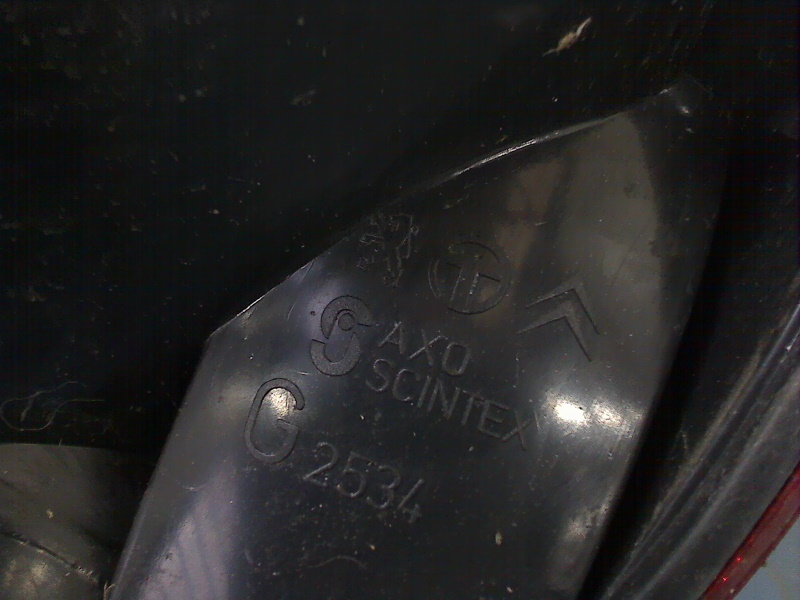 AXO
SCINTEX
G 2534